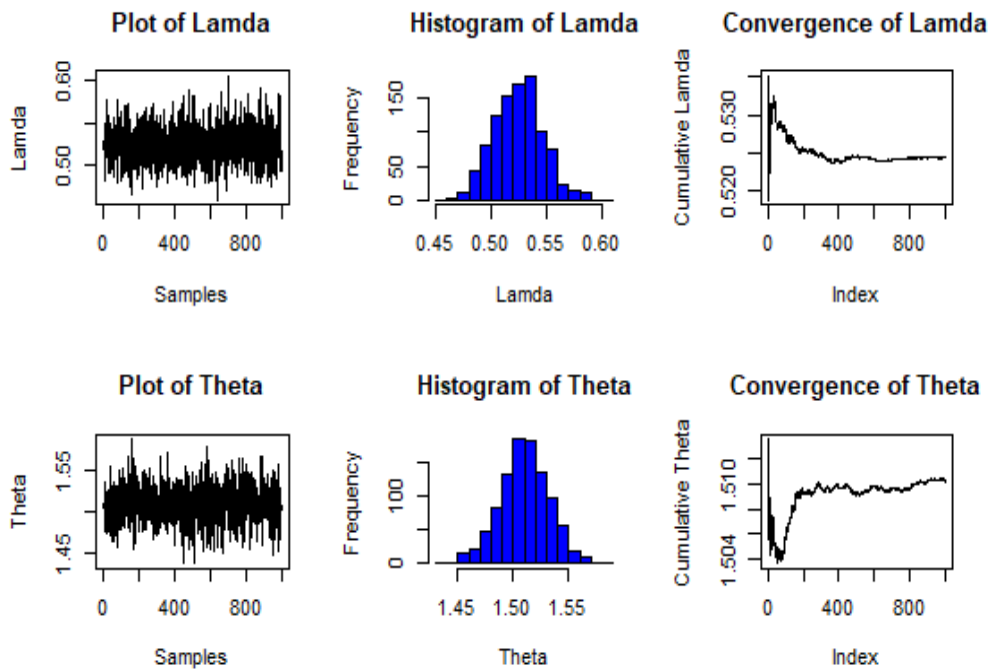 Plot of Lamda
Lamda
0.50
0.60
0
400
800
Samples
Histogram of Lamda
Frequency
0
50
150
0.45
0.50
0.55
0.60
Lamda
Convergence of Lamda
Cumulative Lamda
0.520
0.530
0
400
800
Index
Plot of Theta
Theta
1.45
1.55
0
400
800
Samples
Histogram of Theta
Frequency
0
100
1.45
1.50
1.55
Theta
Convergence of Theta
Cumulative Theta
1.504
1.510
0
400
800
Index